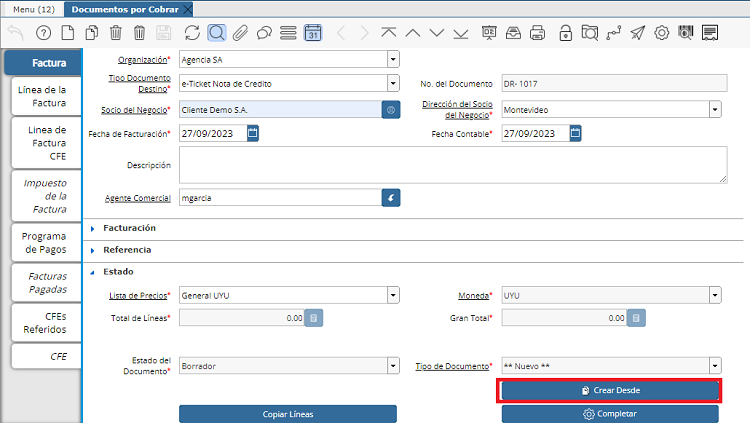 Menu (12)
Documentos por Cobrar
31
Factura
Línea de la
Factura
Linea de
Factura
CFE
Impuesto
de la
Factura
Programa
de Pagos
Facturas
Pagadas
CFEs
Referidos
CFE
Organización* Agencia SA
Tipo Documento
Destino* e-Ticket Nota de Credito
No. del Documento DR- 1017
Socio del Negocio* Cliente Demo S.A.
Dirección del Socio
del Negocio* Montevideo
Fecha de Facturación* 27/09/2023
Fecha Contable* 27/09/2023
Descripción
Agente Comercial mgarcia
Facturación
Referencia
Estado
Lista de Precios* General UYU
Moneda* UYU
Total de Líneas* 0.00
Gran Total* 0.00
Estado del
Documento* Borrador
Tipo de Documento* ** Nuevo **
Crear Desde
Copiar Líneas
Completar